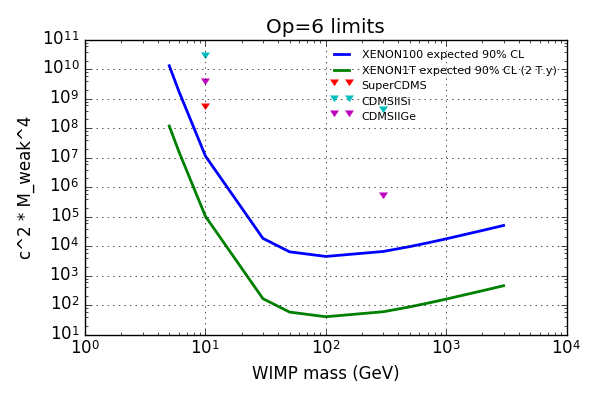 Op=6 limits
c^2 * M_weak^4
10^11
10^10
10^9
10^8
10^7
10^6
10^5
10^4
10^3
10^2
10^1
XENON100 expected 90% CL
XENON1T expected 90% CL (2 T.y)
SuperCDMS
CDMSIISi
CDMSIIGe
10^0 10^1 10^2 10^3 10^4
WIMP mass (GeV)